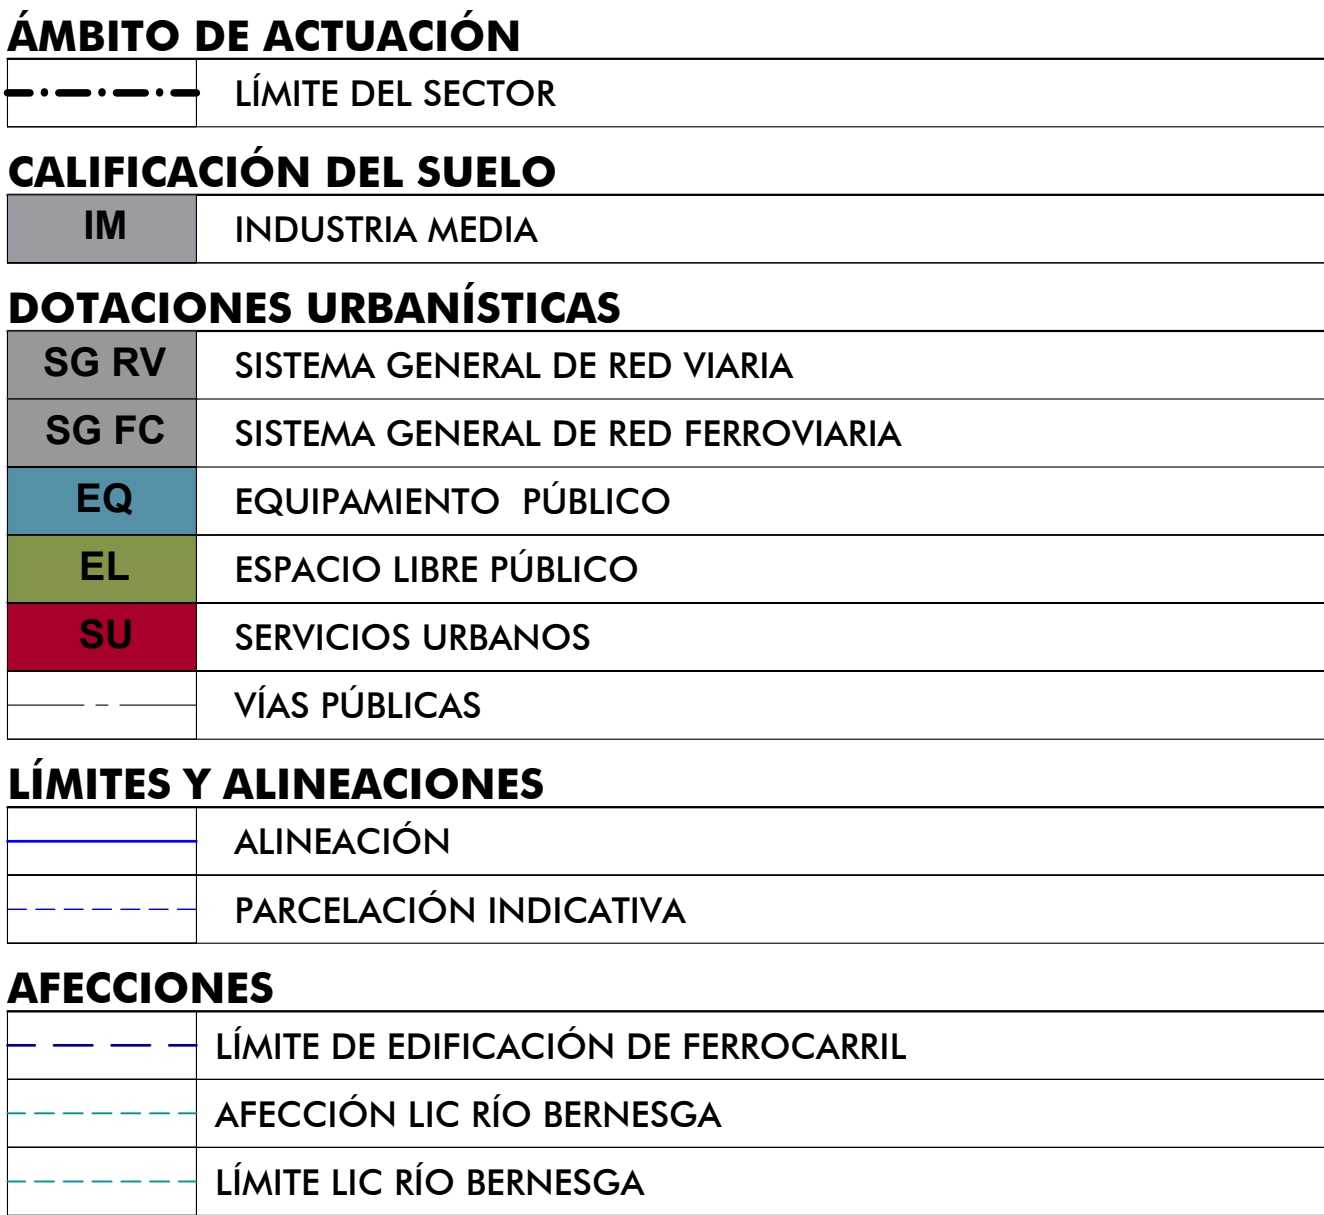 ÁMBITO DE ACTUACIÓN
LÍMITE DEL SECTOR
CALIFICACIÓN DEL SUELO
IM INDUSTRIA MEDIA
DOTACIONES URBANÍSTICAS
SG RV SISTEMA GENERAL DE RED VIARIA
SG FC SISTEMA GENERAL DE RED FERROVIARIA
EQ EQUIPAMIENTO PÚBLICO
EL ESPACIO LIBRE PÚBLICO
SU SERVICIOS URBANOS
VÍAS PÚBLICAS
LÍMITES Y ALINEACIONES
ALINEACIÓN
PARCELACIÓN INDICATIVA
AFECCIONES
LÍMITE DE EDIFICACIÓN DE FERROCARRIL
AFECCIÓN LIC RÍO BERNESGA
LÍMITE LIC RÍO BERNESGA